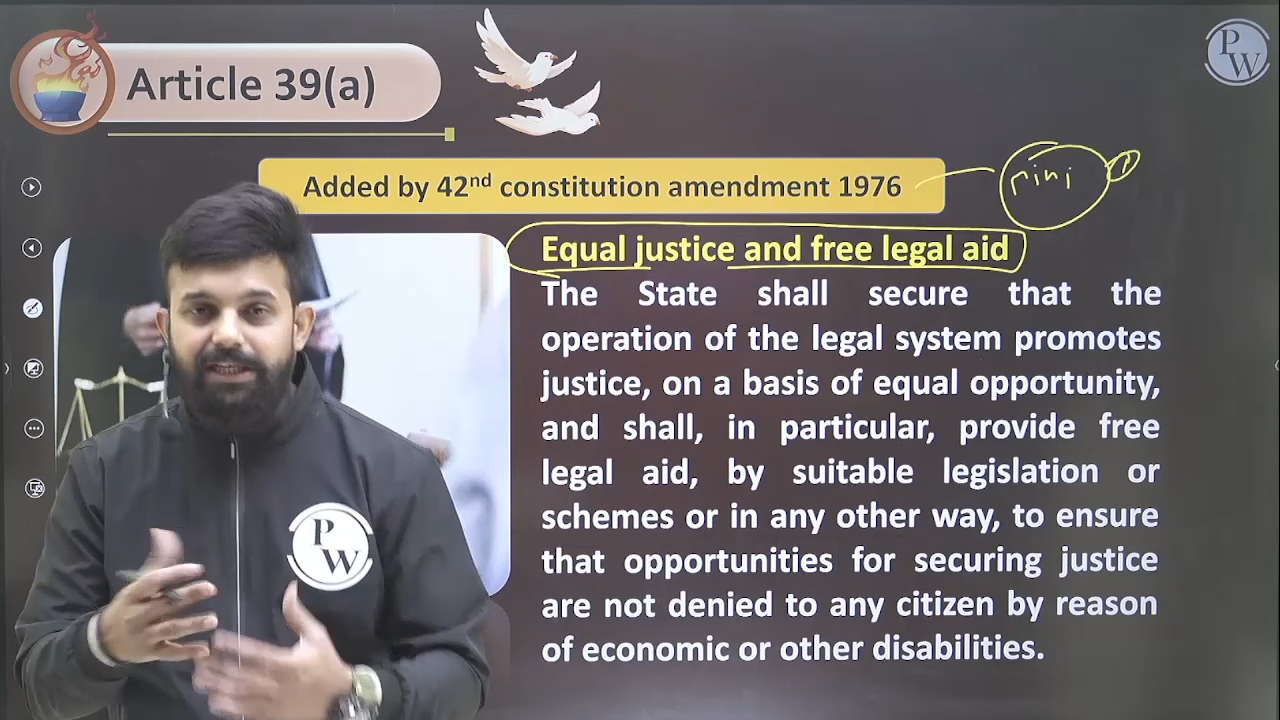 Article 39(a)
P
W
Added by 42nd constitution amendment 1976
mini
Equal justice and free legal aid
The State shall secure that the
operation of the legal system promotes
justice, on a basis of equal opportunity,
and shall, in particular, provide free
legal aid, by suitable legislation or
schemes or in any other way, to ensure
that opportunities for securing justice
are not denied to any citizen by reason
of economic or other disabilities.
P
W